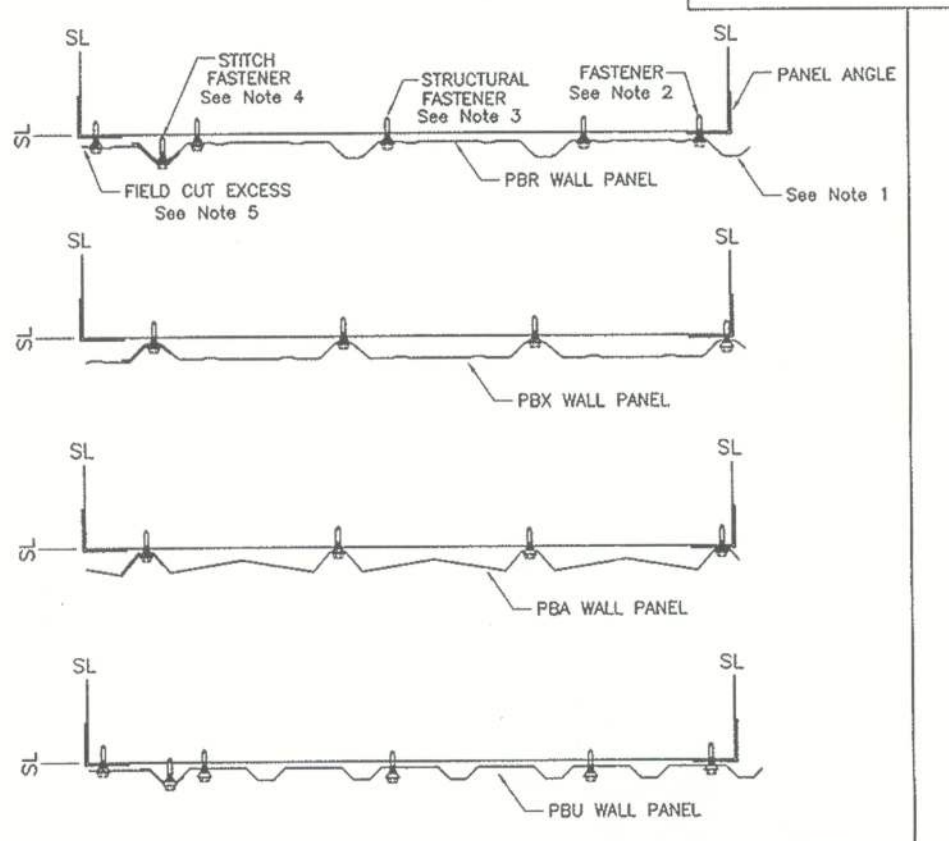 SL
SL
STITCH
FASTENER
See Note 4
STRUCTURAL
FASTENER
See Note 3
FASTENER
See Note 2
PANEL ANGLE
SL
PBR WALL PANEL
See Note 1
FIELD CUT EXCESS
See Note 5
SL
SL
SL
PBX WALL PANEL
SL
SL
SL
PBA WALL PANEL
SL
SL
SL
PBU WALL PANEL